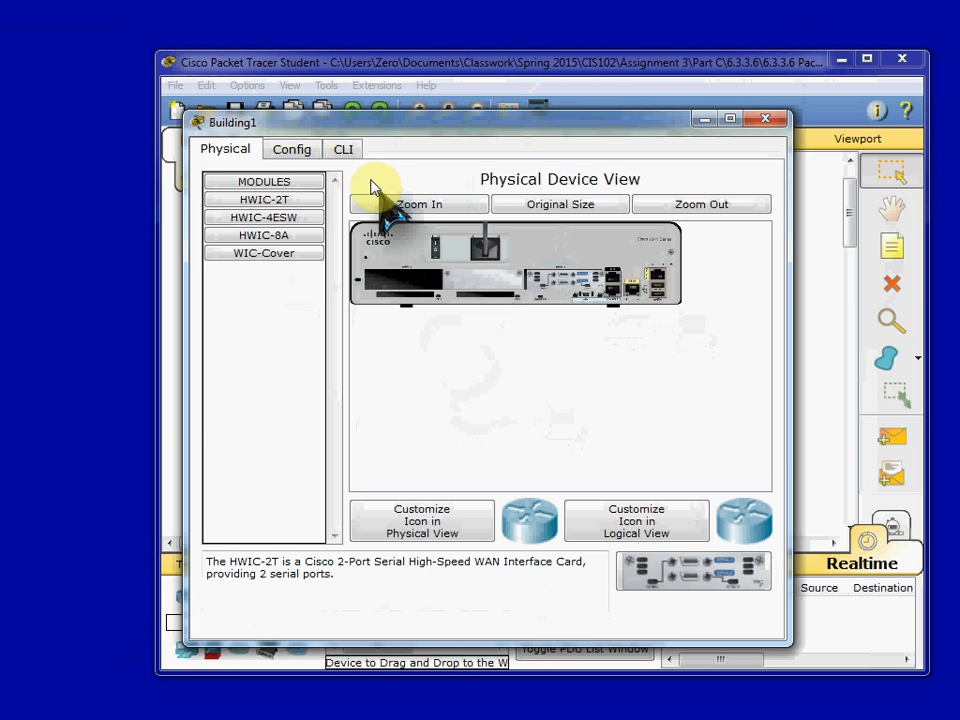 Cisco Packet Tracer Student - C:\Users\Zero\Documents\Classwork\Spring 2015\CIS102\Assignment 3\Part C\6.3.3.6\6.3.3.6 Pac...
File Edit Options View Tools Extensions Help
Building1
Viewport
Physical Config CLI
Physical Device View
MODULES
HWIC-2T
HWIC-4ESW
HWIC-8A
WIC-Cover
Zoom In Original Size Zoom Out
CISCO
Customize
Icon in
Physical View
Customize
Icon in
Logical View
The HWIC-2T is a Cisco 2-Port Serial High-Speed WAN Interface Card,
providing 2 serial ports.
Realtime
Source Destination
Toggle PDU List Window
Device to Drag and Drop to the W